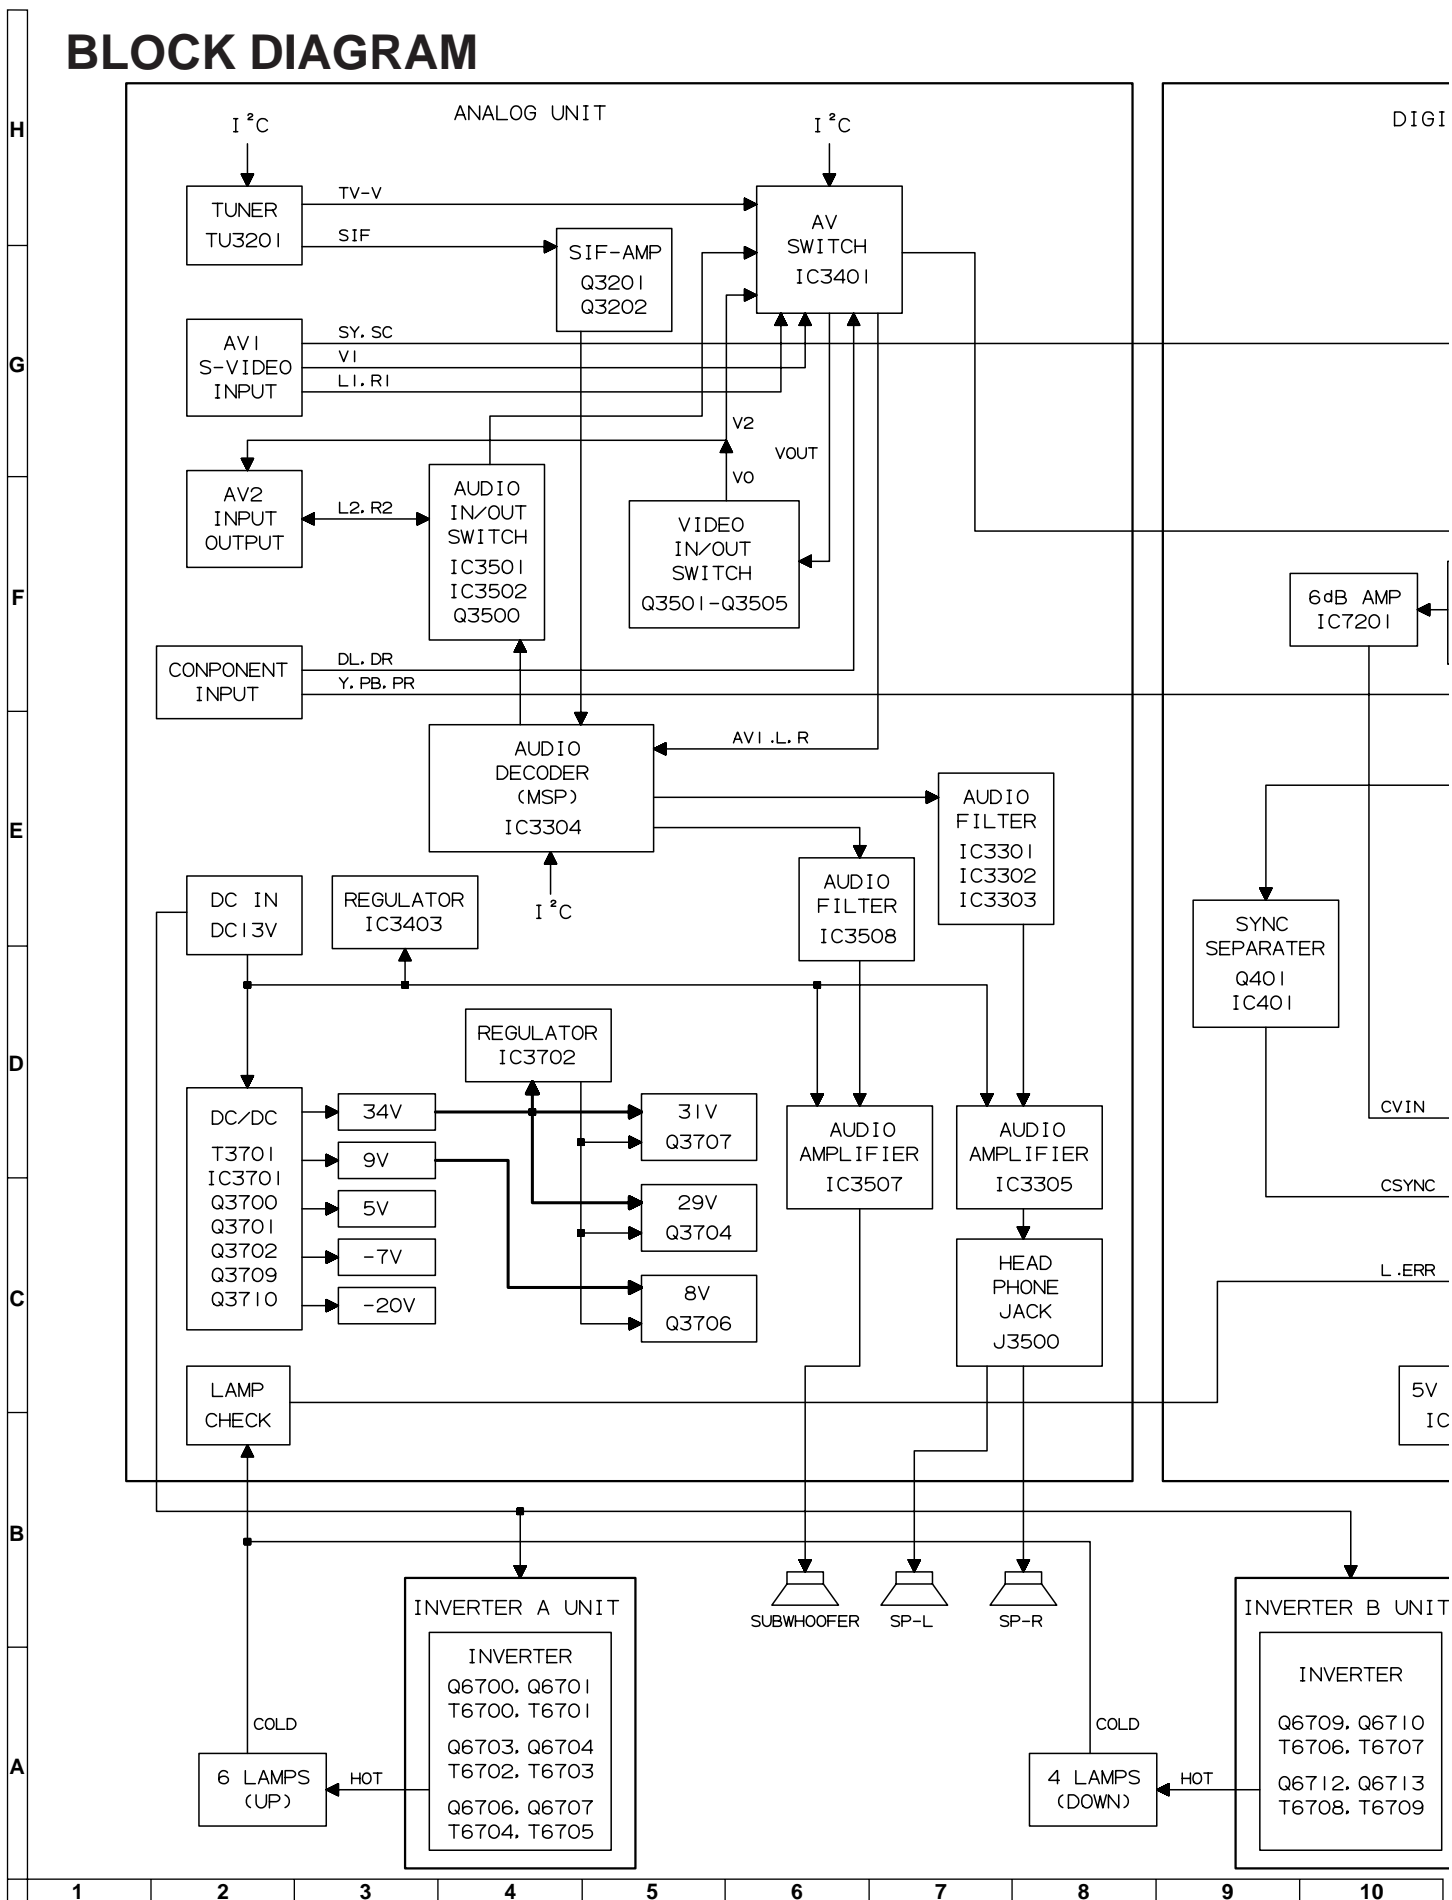 BLOCK DIAGRAM
H
G
F
E
D
C
B
A
ANALOG UNIT
DIGI
I²C
I²C
TUNER
TU3201
TV-V
SIF
SIF-AMP
Q3201
Q3202
AV
SWITCH
IC3401
AV1
S-VIDEO
INPUT
SY.SC
V1
L1.R1
V2
VO
VOUT
AV2
INPUT
OUTPUT
L2.R2
AUDIO
IN/OUT
SWITCH
IC3501
IC3502
Q3500
VIDEO
IN/OUT
SWITCH
Q3501-Q3505
6dB AMP
IC7201
CONPONENT
INPUT
DL.DR
Y.PB.PR
AUDIO
DECODER
(MSP)
IC3304
AV1.L.R
I²C
AUDIO
FILTER
IC3301
IC3302
IC3303
AUDIO
FILTER
IC3508
DC IN
DC13V
REGULATOR
IC3403
SYNC
SEPARATER
Q401
IC401
REGULATOR
IC3702
DC/DC
T3701
IC3701
Q3700
Q3701
Q3702
Q3709
Q3710
34V
9V
5V
-7V
-20V
31V
Q3707
29V
Q3704
8V
Q3706
AUDIO
AMPLIFIER
IC3507
AUDIO
AMPLIFIER
IC3305
HEAD
PHONE
JACK
J3500
CVIN
CSYNC
L.ERR
5V
IC
LAMP
CHECK
SUBWHOOFER
SP-L
SP-R
INVERTER A UNIT
INVERTER
Q6700. Q6701
T6700. T6701
Q6703. Q6704
T6702. T6703
Q6706. Q6707
T6704. T6705
COLD
HOT
6 LAMPS
(UP)
INVERTER B UNIT
INVERTER
Q6709. Q6710
T6706. T6707
Q6712. Q6713
T6708. T6709
COLD
HOT
4 LAMPS
(DOWN)
1 2 3 4 5 6 7 8 9 10